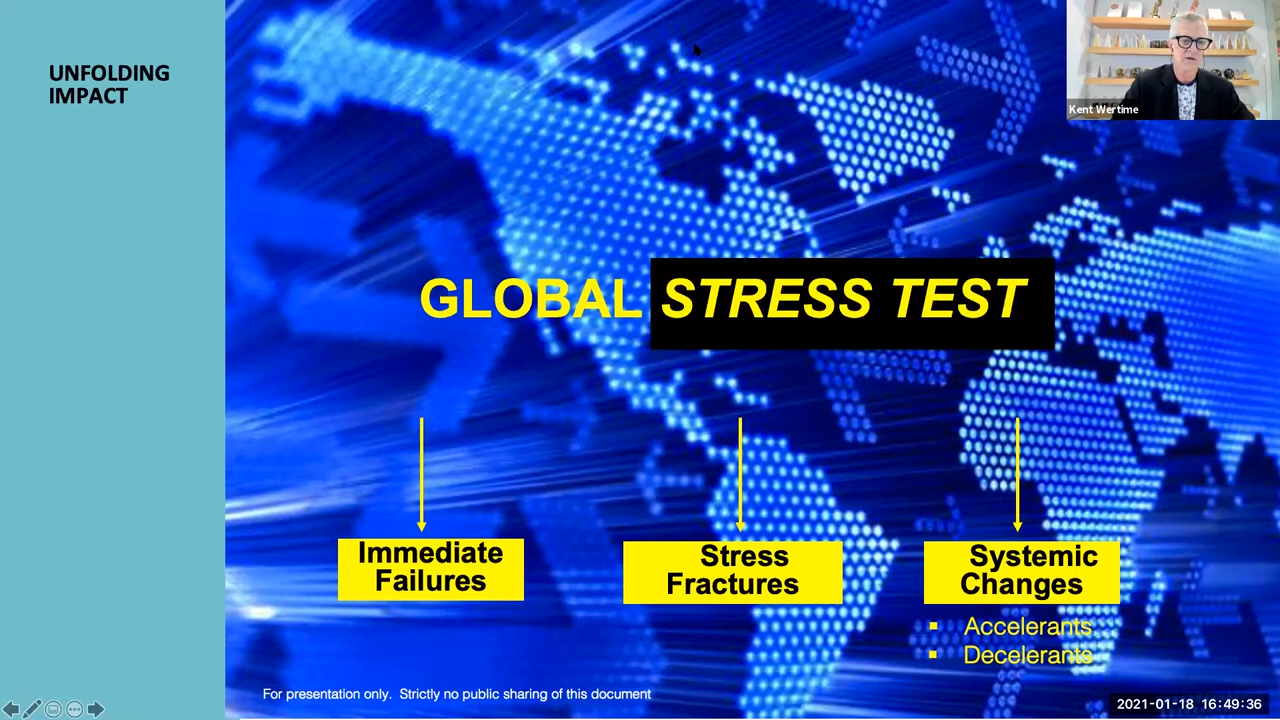 UNFOLDING
IMPACT
Kent Wertime
GLOBAL STRESS TEST
Immediate
Failures
Stress
Fractures
Systemic
Changes
▪ Accelerants
▪ Decelerants
For presentation only. Strictly no public sharing of this document
2021-01-18 16:49:36